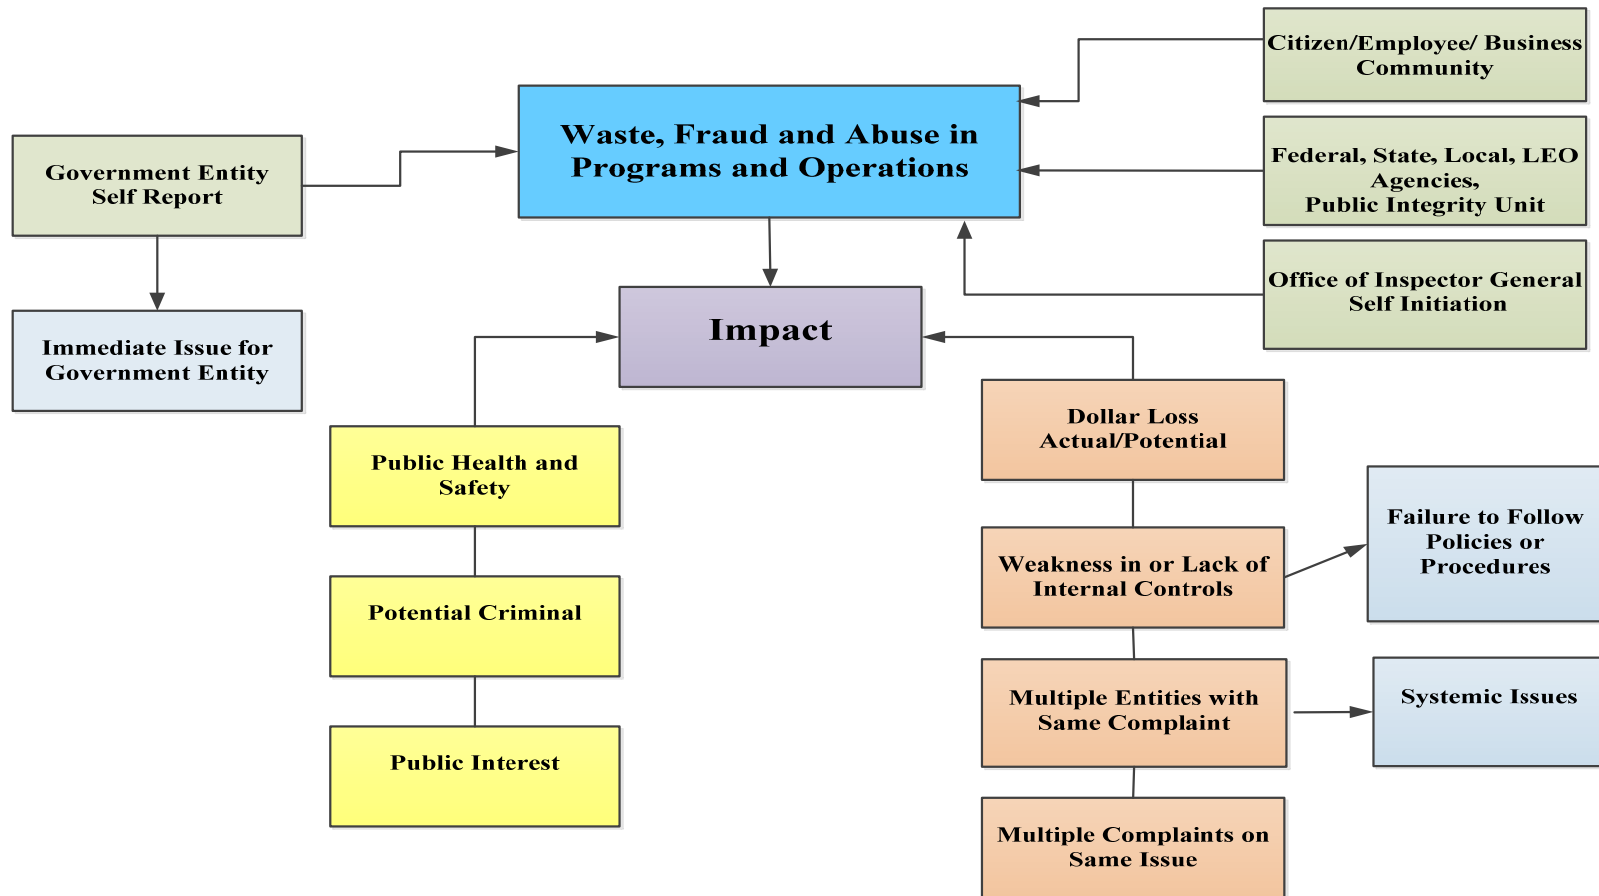 Citizen/Employee/ Business
Community
Waste, Fraud and Abuse in
Programs and Operations
Government Entity
Self Report
Federal, State, Local, LEO
Agencies,
Public Integrity Unit
Office of Inspector General
Self Initiation
Impact
Immediate Issue for
Government Entity
Dollar Loss
Actual/Potential
Public Health and
Safety
Weakness in or Lack of
Internal Controls
Failure to Follow
Policies or
Procedures
Potential Criminal
Multiple Entities with
Same Complaint
Systemic Issues
Public Interest
Multiple Complaints on
Same Issue